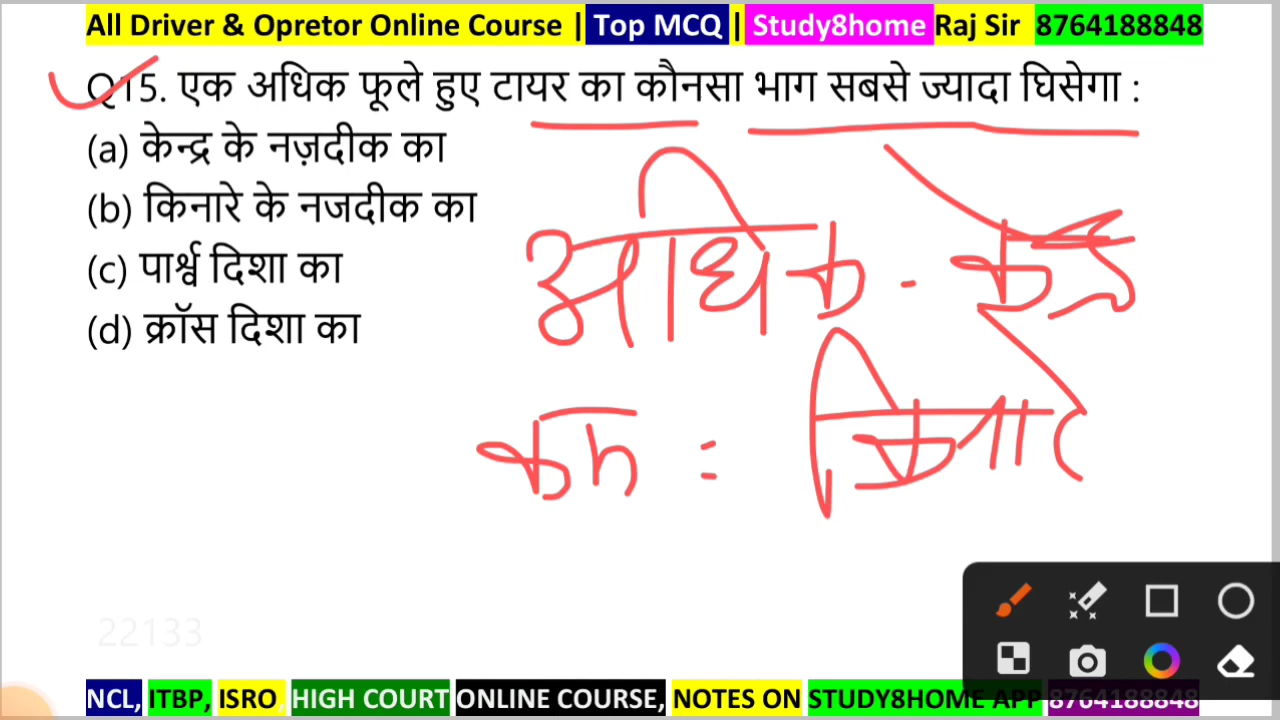 All Driver & Opretor Online Course | Top MCQ | Study8home Raj Sir 8764188848
Q15. एक अधिक फूले हुए टायर का कौनसा भाग सबसे ज्यादा घिसेगा :
(a) केन्द्र के नज़दीक का
(b) किनारे के नजदीक का
(c) पार्श्व दिशा का
(d) क्रॉस दिशा का
अधिक -
कम = किनारे
22133
NCL, ITBP, ISRO, HIGH COURT ONLINE COURSE, NOTES ON STUDY8HOME APP 8764188848